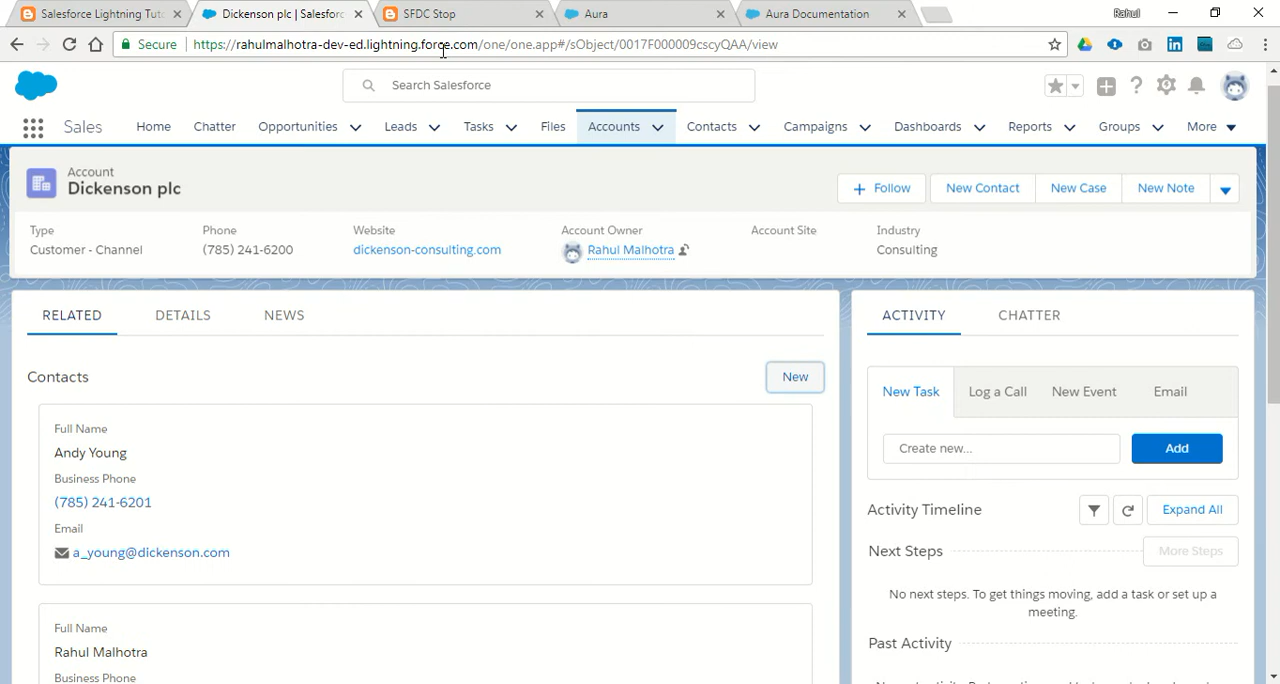 Salesforce Lightning Tuto
Dickenson plc | Salesforc
SFDC Stop
Aura
Aura Documentation
Rahul
Secure
https://rahulmalhotra-dev-ed.lightning.force.com/one/one.app#/sObject/0017F000009cscyQAA/view
Search Salesforce
Sales Home Chatter Opportunities Leads Tasks Files Accounts Contacts Campaigns Dashboards Reports Groups More
Account
Dickenson plc
Follow New Contact New Case New Note
Type Phone Website Account Owner Account Site Industry
Customer - Channel (785) 241-6200 dickenson-consulting.com Rahul Malhotra Consulting
RELATED DETAILS NEWS
Contacts
New
Full Name
Andy Young
Business Phone
(785) 241-6201
Email
a_young@dickenson.com
Full Name
Rahul Malhotra
Business Phone
ACTIVITY CHATTER
New Task Log a Call New Event Email
Create new...
Add
Activity Timeline
Expand All
Next Steps
More Steps
No next steps. To get things moving, add a task or set up a
meeting.
Past Activity